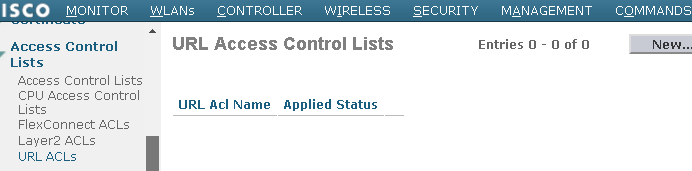 ISCO MONITOR WLANs CONTROLLER WIRELESS SECURITY MANAGEMENT COMMANDS
Certificate
Access Control
Lists
Access Control Lists
CPU Access Control
Lists
FlexConnect ACLs
Layer2 ACLs
URL ACLs
URL Access Control Lists Entries 0 - 0 of 0 New...
URL Acl Name Applied Status